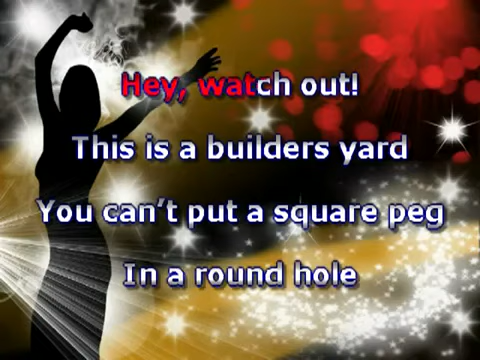 Hey, watch out!
This is a builders yard
You can't put a square peg
In a round hole